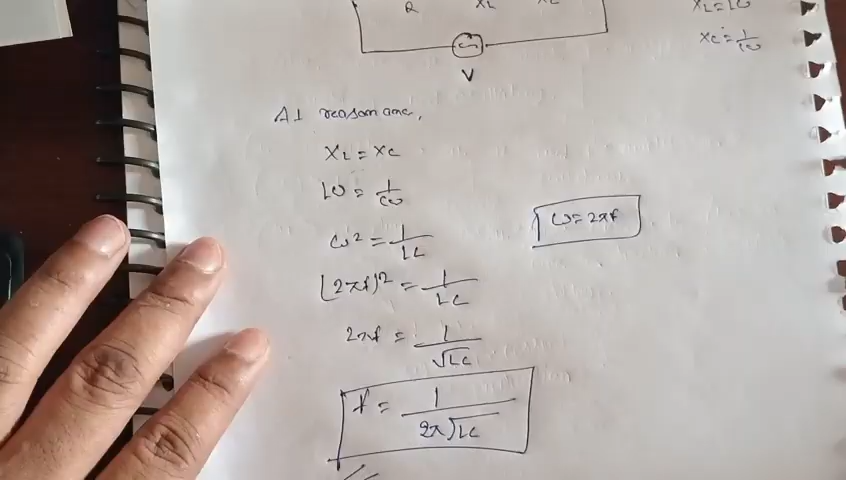 R XL XC
XL = Lω
XC = 1/Cω
V
At reasonance,
XL = XC
Lω = 1/Cω
ω² = 1/LC
ω = 2πf
(2πf)² = 1/LC
2πf = 1/√LC
f = 1/2π√LC